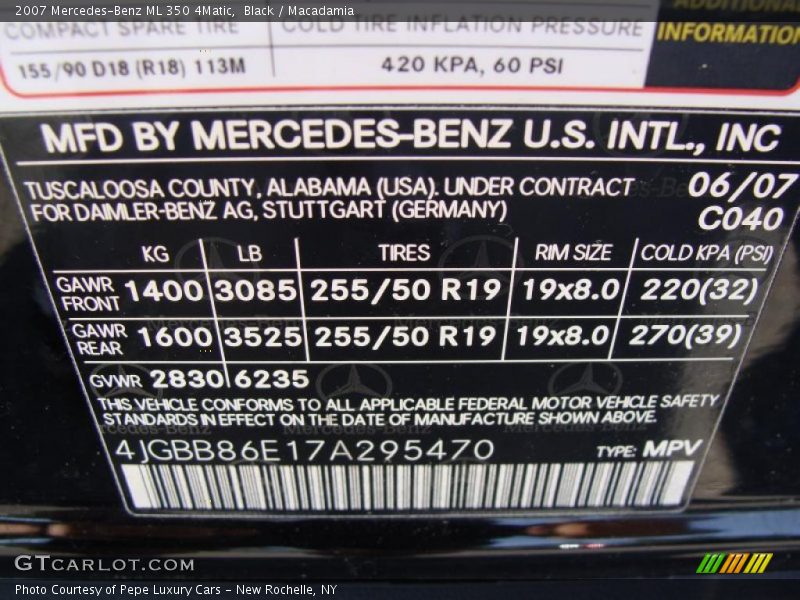 2007 Mercedes-Benz ML 350 4Matic, Black / Macadamia
COMPACT SPARE TIRE COLD TIRE INFLATION PRESSURE
ADDITIONAL
INFORMATION
155/90 D18 (R18) 113M 420 KPA, 60 PSI
MFD BY MERCEDES-BENZ U.S. INTL., INC
TUSCALOOSA COUNTY, ALABAMA (USA). UNDER CONTRACT 06/07
FOR DAIMLER-BENZ AG, STUTTGART (GERMANY) C040
KG LB TIRES RIM SIZE COLD KPA (PSI)
GAWR FRONT 1400 3085 255/50 R19 19x8.0 220(32)
GAWR REAR 1600 3525 255/50 R19 19x8.0 270(39)
GVWR 2830 6235
THIS VEHICLE CONFORMS TO ALL APPLICABLE FEDERAL MOTOR VEHICLE SAFETY
STANDARDS IN EFFECT ON THE DATE OF MANUFACTURE SHOWN ABOVE.
4JGBB86E17A295470 TYPE: MPV
GTCARLOT.COM
Photo Courtesy of Pepe Luxury Cars - New Rochelle, NY